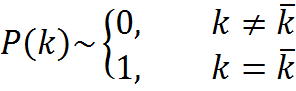 P(k)~{0, k ≠ k̅
1, k = k̅